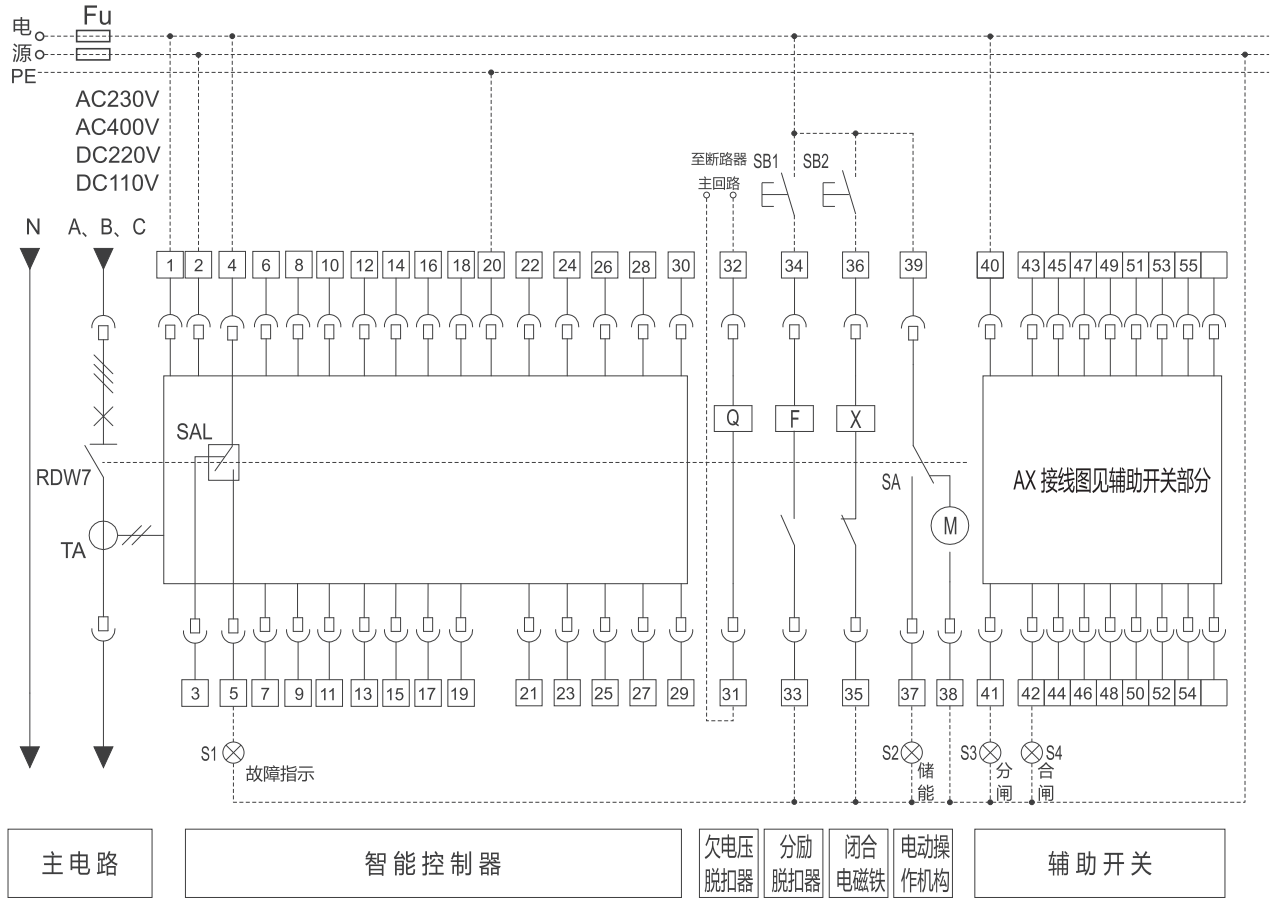 电 Fu
源
PE
AC230V
AC400V
DC220V
DC110V
至断路器 SB1 SB2
主回路
N A、B、C
1 2 4 6 8 10 12 14 16 18 20 22 24 26 28 30 32 34 36 39 40 43 45 47 49 51 53 55
Q F X
SAL
RDW7 SA AX 接线图见辅助开关部分
M
TA
3 5 7 9 11 13 15 17 19 21 23 25 27 29 31 33 35 37 38 41 42 44 46 48 50 52 54
S1 故障指示 S2 储能 S3 分闸 S4 合闸
主电路 智能控制器 欠电压 分励 闭合 电动操 辅助开关
脱扣器 脱扣器 电磁铁 作机构